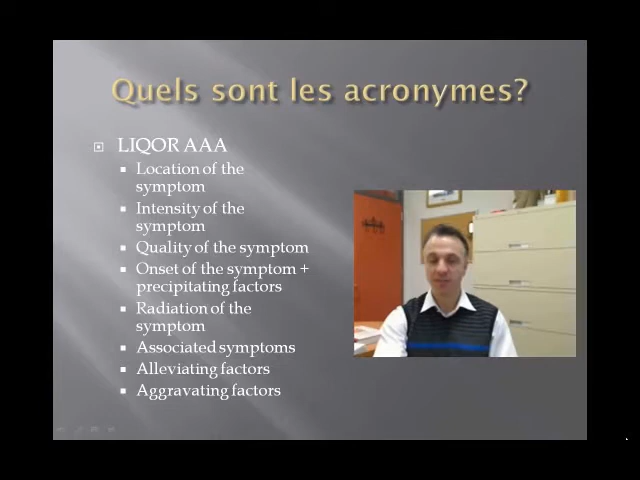 Quels sont les acronymes?
LIQOR AAA
Location of the
symptom
Intensity of the
symptom
Quality of the symptom
Onset of the symptom +
precipitating factors
Radiation of the
symptom
Associated symptoms
Alleviating factors
Aggravating factors